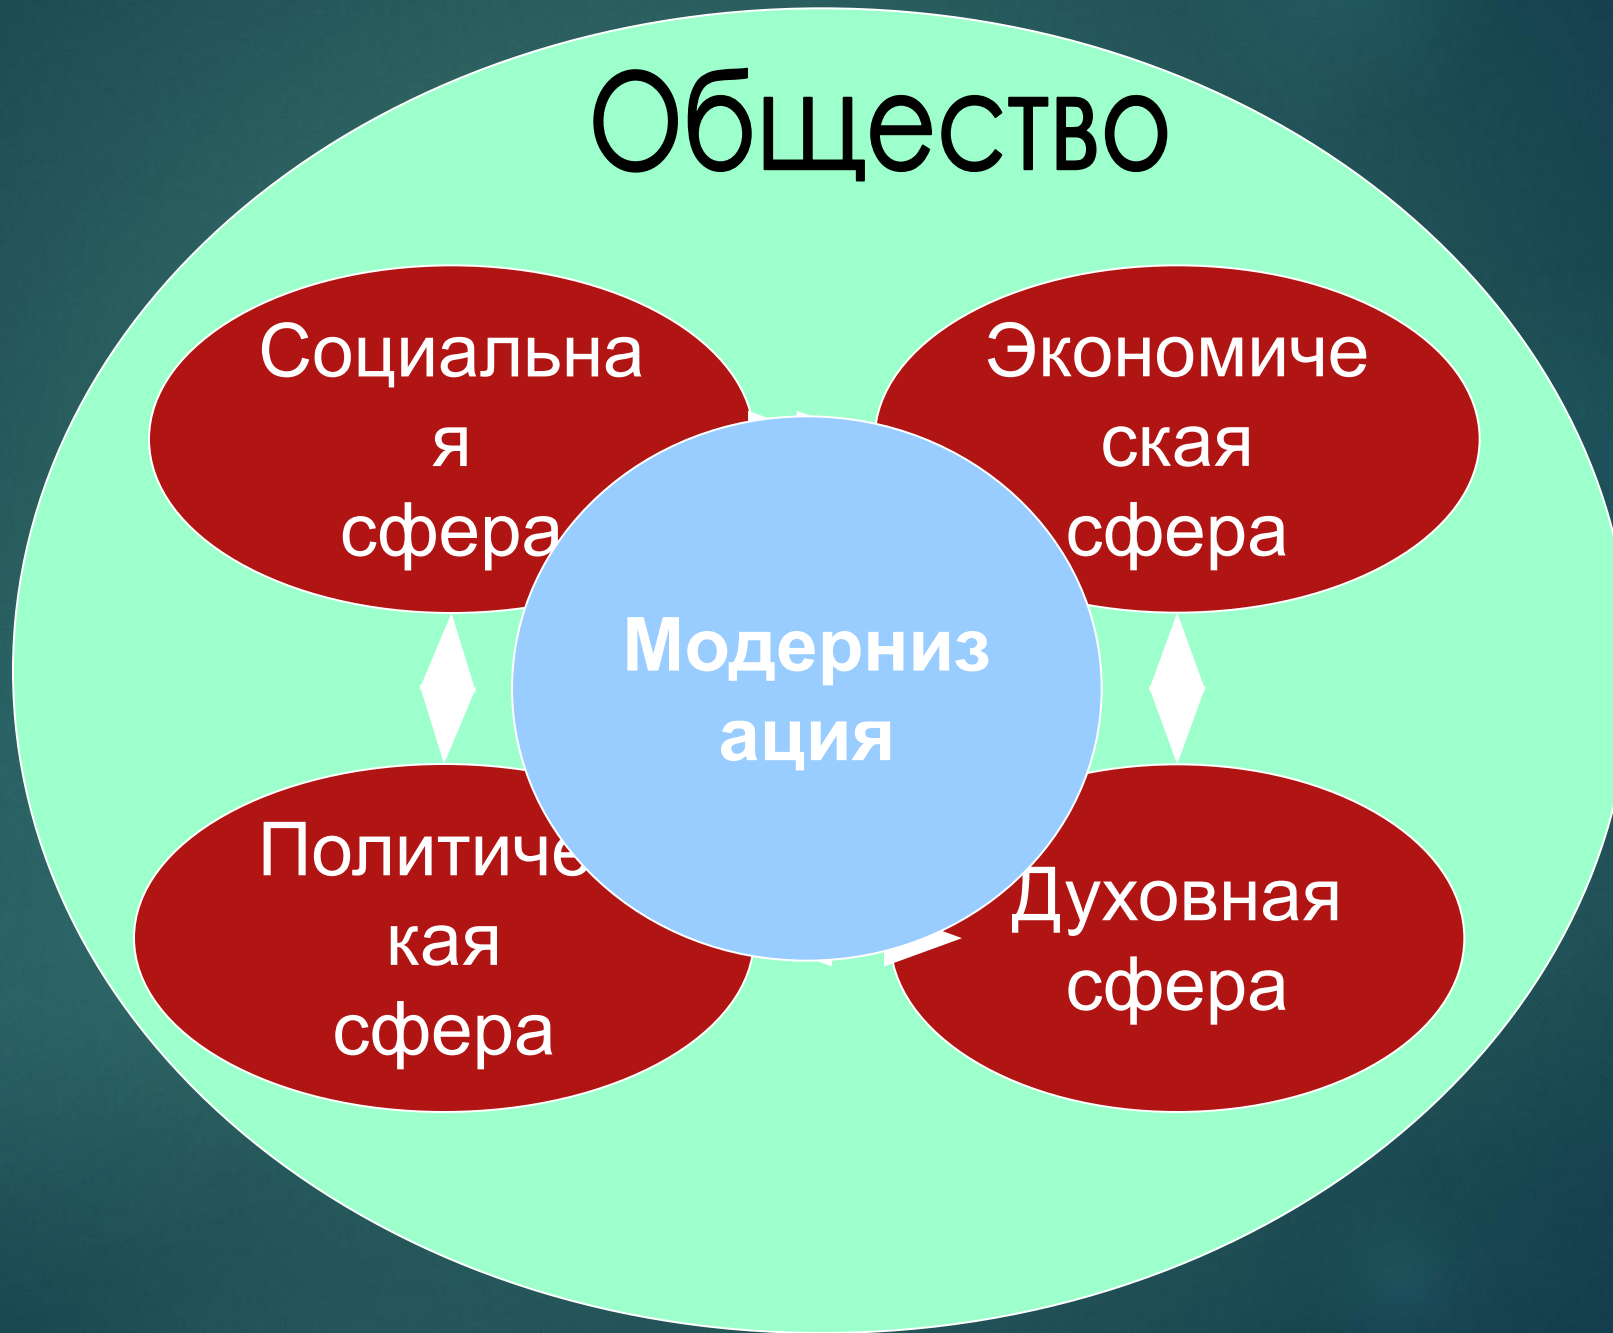 Общество
Социальна
я
сфера
Экономиче
ская
сфера
Модерниз
ация
Политиче
кая
сфера
Духовная
сфера